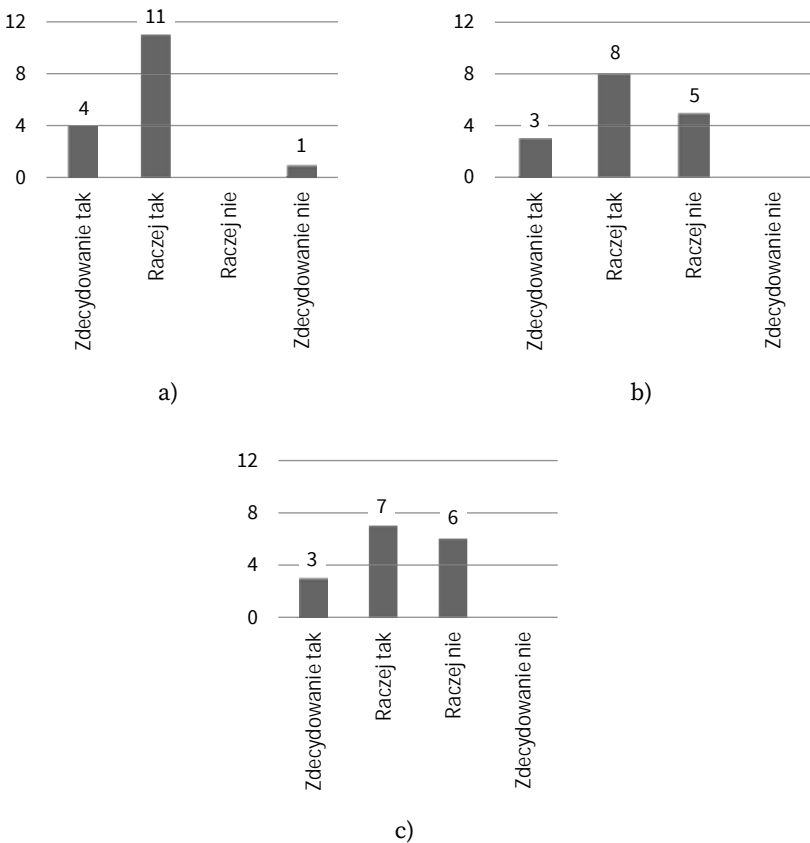 12
8
4
0
4
11
1
Zdecydowanie tak
Raczej tak
Raczej nie
Zdecydowanie nie
a)
12
8
4
0
3
8
5
Zdecydowanie tak
Raczej tak
Raczej nie
Zdecydowanie nie
b)
12
8
4
0
3
7
6
Zdecydowanie tak
Raczej tak
Raczej nie
Zdecydowanie nie
c)